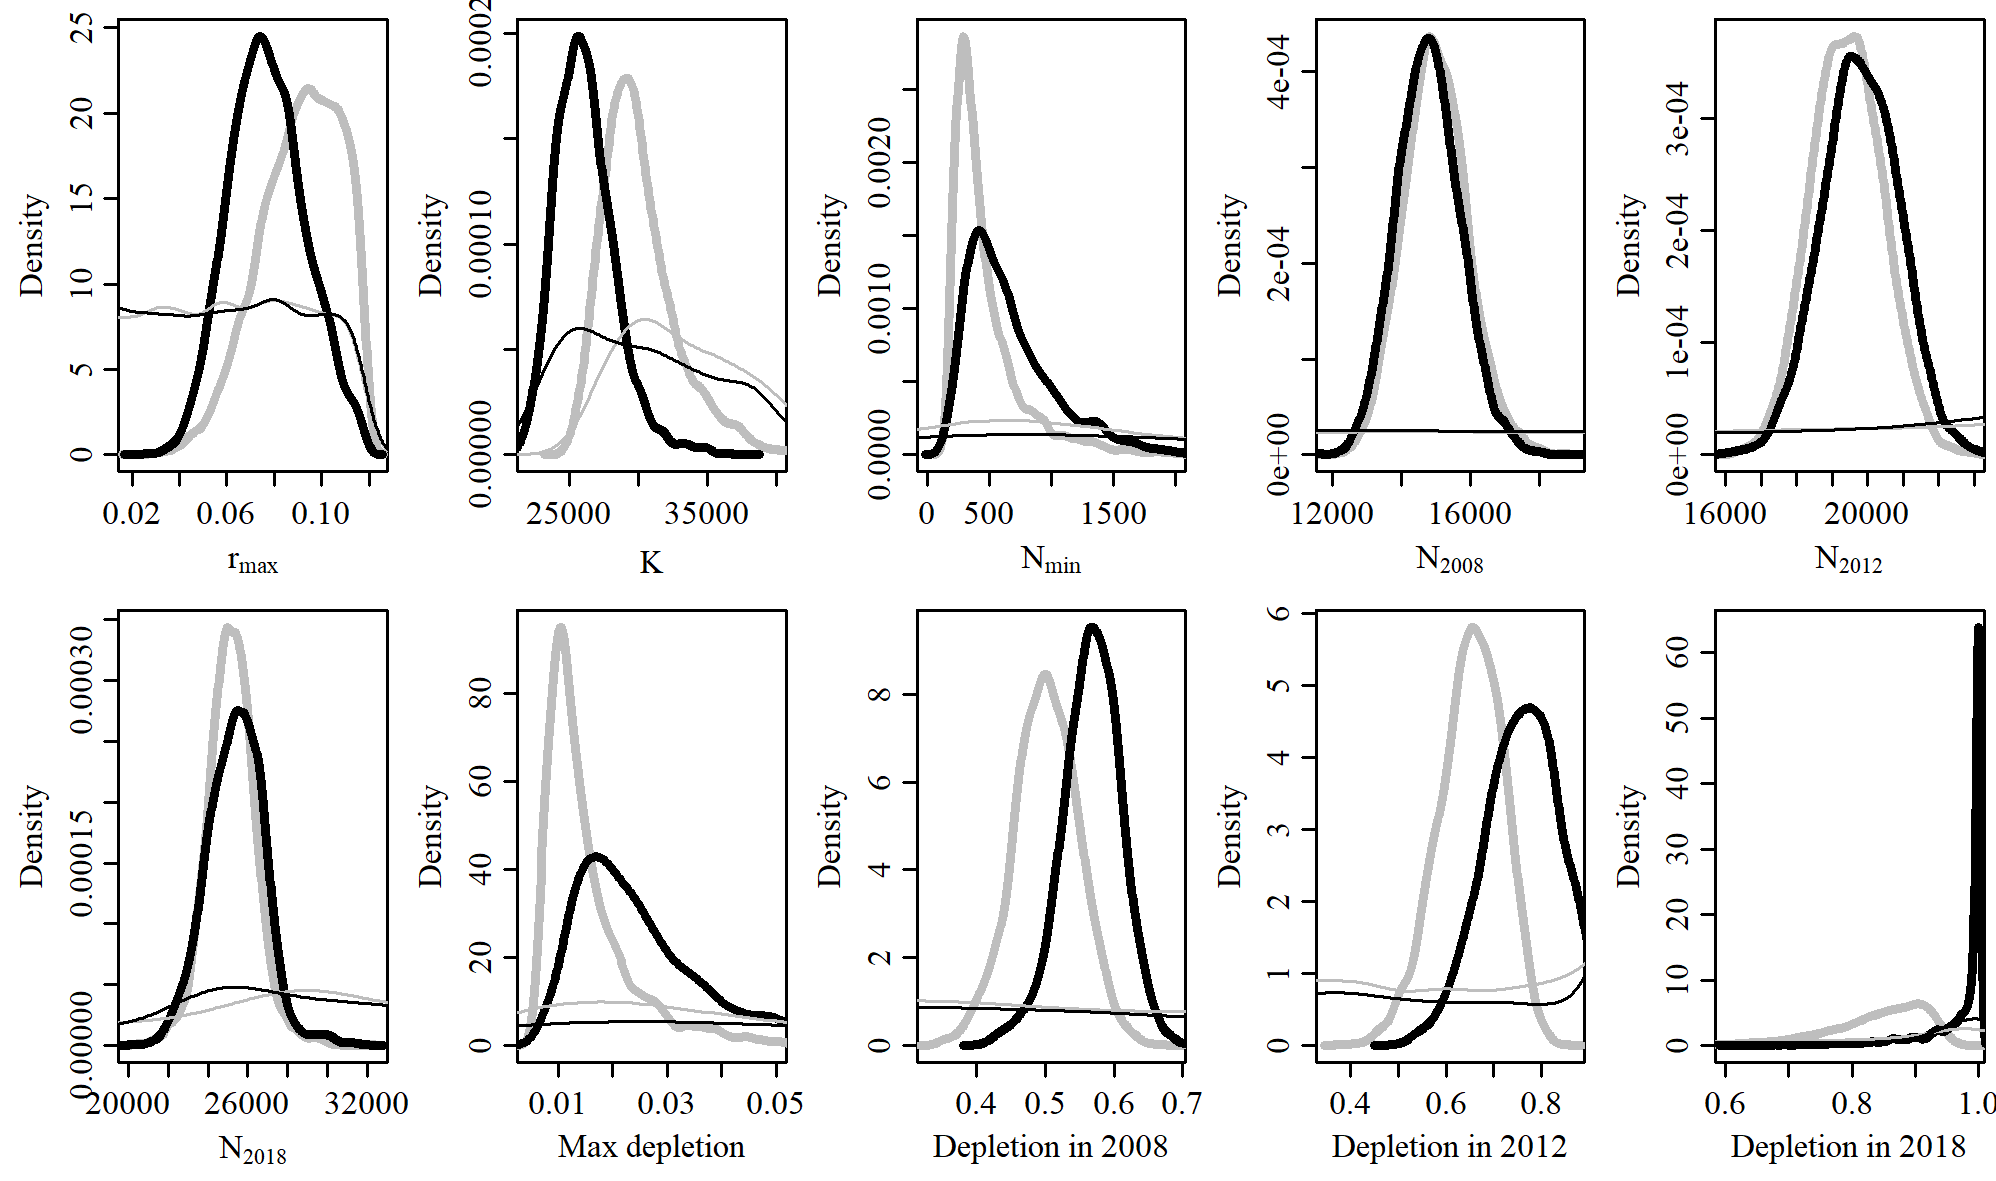 Density
0 5 10 15 20 25
0.02 0.06 0.10
r_max
Density
0.00000 0.00010 0.0002
25000 35000
K
Density
0.0000 0.0010 0.0020
0 500 1500
N_min
Density
0e+00 2e-04 4e-04
12000 16000
N_2008
Density
0e+00 1e-04 2e-04 3e-04
16000 20000
N_2012
Density
0.00000 0.00015 0.00030
20000 26000 32000
N_2018
Density
0 20 40 60 80
0.01 0.03 0.05
Max depletion
Density
0 2 4 6 8
0.4 0.5 0.6 0.7
Depletion in 2008
Density
0 1 2 3 4 5 6
0.4 0.6 0.8
Depletion in 2012
Density
0 10 20 30 40 50 60
0.6 0.8 1.0
Depletion in 2018